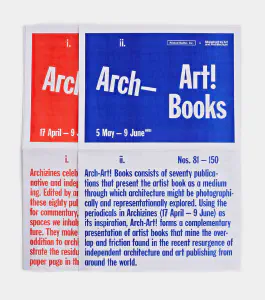 i.
ii.
Arch
Arch—
Art!
Books
17 April – 9
5 May – 9 June
i.
ii.
Nos. 81 – 150
Archizines celeb
native and indep
ing. Edited by ar
these eighty pub
for commentary,
spaces we inhab
ture. They make
addition to archi
strate the residu
paper page in th
Arch-Art! Books consists of seventy publica-
tions that present the artist book as a medium
through which architecture might be photographi-
cally and representationally explored. Using the
periodicals in Archizines (17 April – 9 June) as
its inspiration, Arch-Art! forms a complementary
presentation of artist books that mine the over-
lap and friction found in the recent resurgence of
independent architecture and art publishing from
around the world.